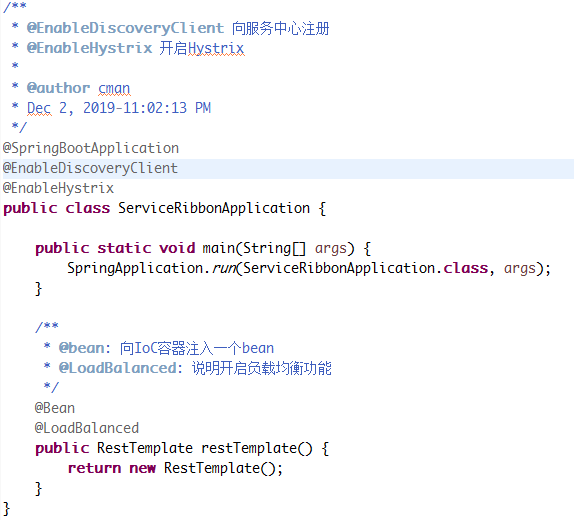 /**
 * @EnableDiscoveryClient 向服务中心注册
 * @EnableHystrix 开启Hystrix
 *
 * @author cman
 * Dec 2, 2019-11:02:13 PM
 */
@SpringBootApplication
@EnableDiscoveryClient
@EnableHystrix
public class ServiceRibbonApplication {
    public static void main(String[] args) {
        SpringApplication.run(ServiceRibbonApplication.class, args);
    }
    /**
     * @bean: 向IoC容器注入一个bean
     * @LoadBalanced: 说明开启负载均衡功能
     */
    @Bean
    @LoadBalanced
    public RestTemplate restTemplate() {
        return new RestTemplate();
    }
}